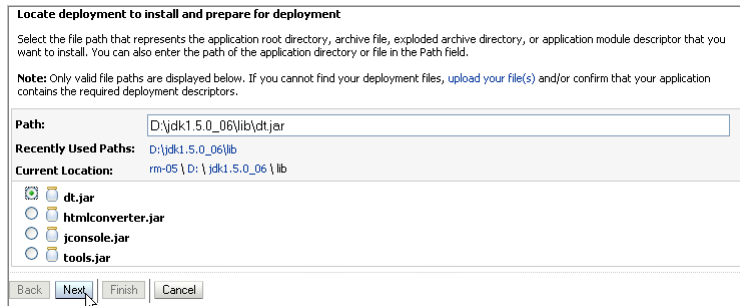 Locate deployment to install and prepare for deployment
Select the file path that represents the application root directory, archive file, exploded archive directory, or application module descriptor that you
want to install. You can also enter the path of the application directory or file in the Path field.
Note: Only valid file paths are displayed below. If you cannot find your deployment files, upload your file(s) and/or confirm that your application
contains the required deployment descriptors.
Path: D:\jdk1.5.0_06\lib\dt.jar
Recently Used Paths: D:\jdk1.5.0_06\lib
Current Location: rm-05 \ D: \ jdk1.5.0_06 \ lib
dt.jar
htmlconverter.jar
jconsole.jar
tools.jar
Back Next Finish Cancel